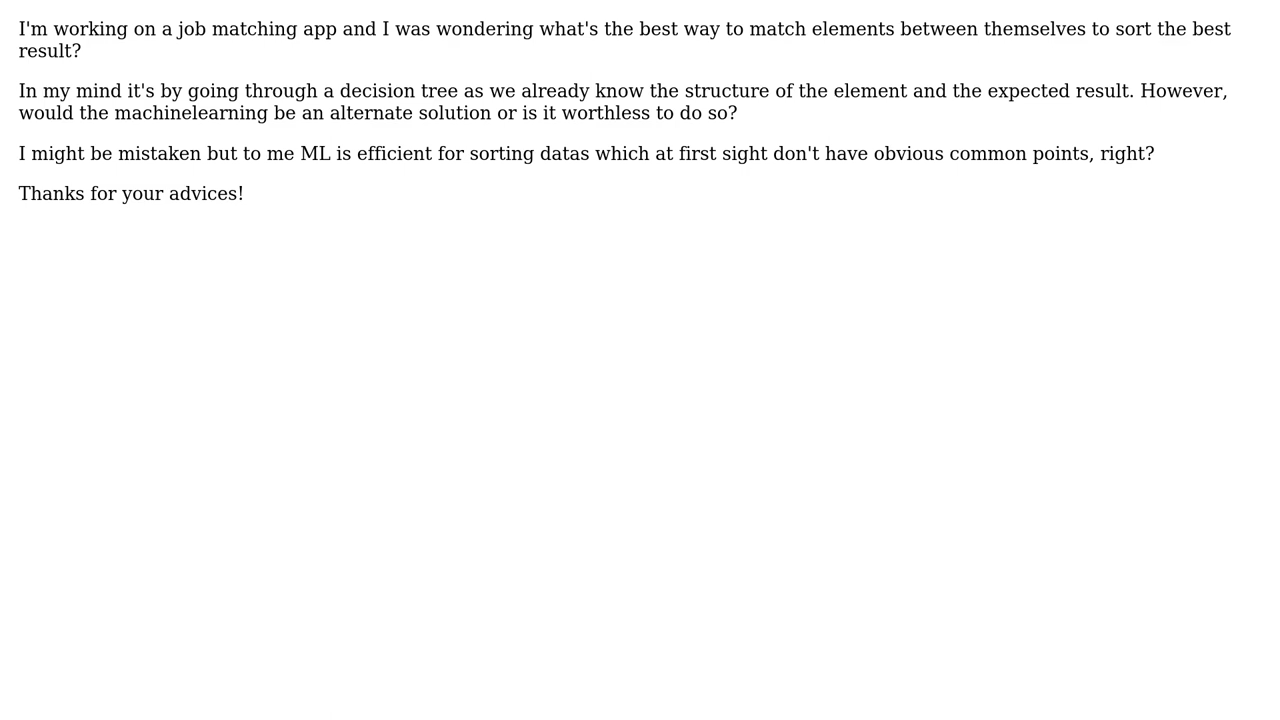 I'm working on a job matching app and I was wondering what's the best way to match elements between themselves to sort the best
result?
In my mind it's by going through a decision tree as we already know the structure of the element and the expected result. However,
would the machinelearning be an alternate solution or is it worthless to do so?
I might be mistaken but to me ML is efficient for sorting datas which at first sight don't have obvious common points, right?
Thanks for your advices!